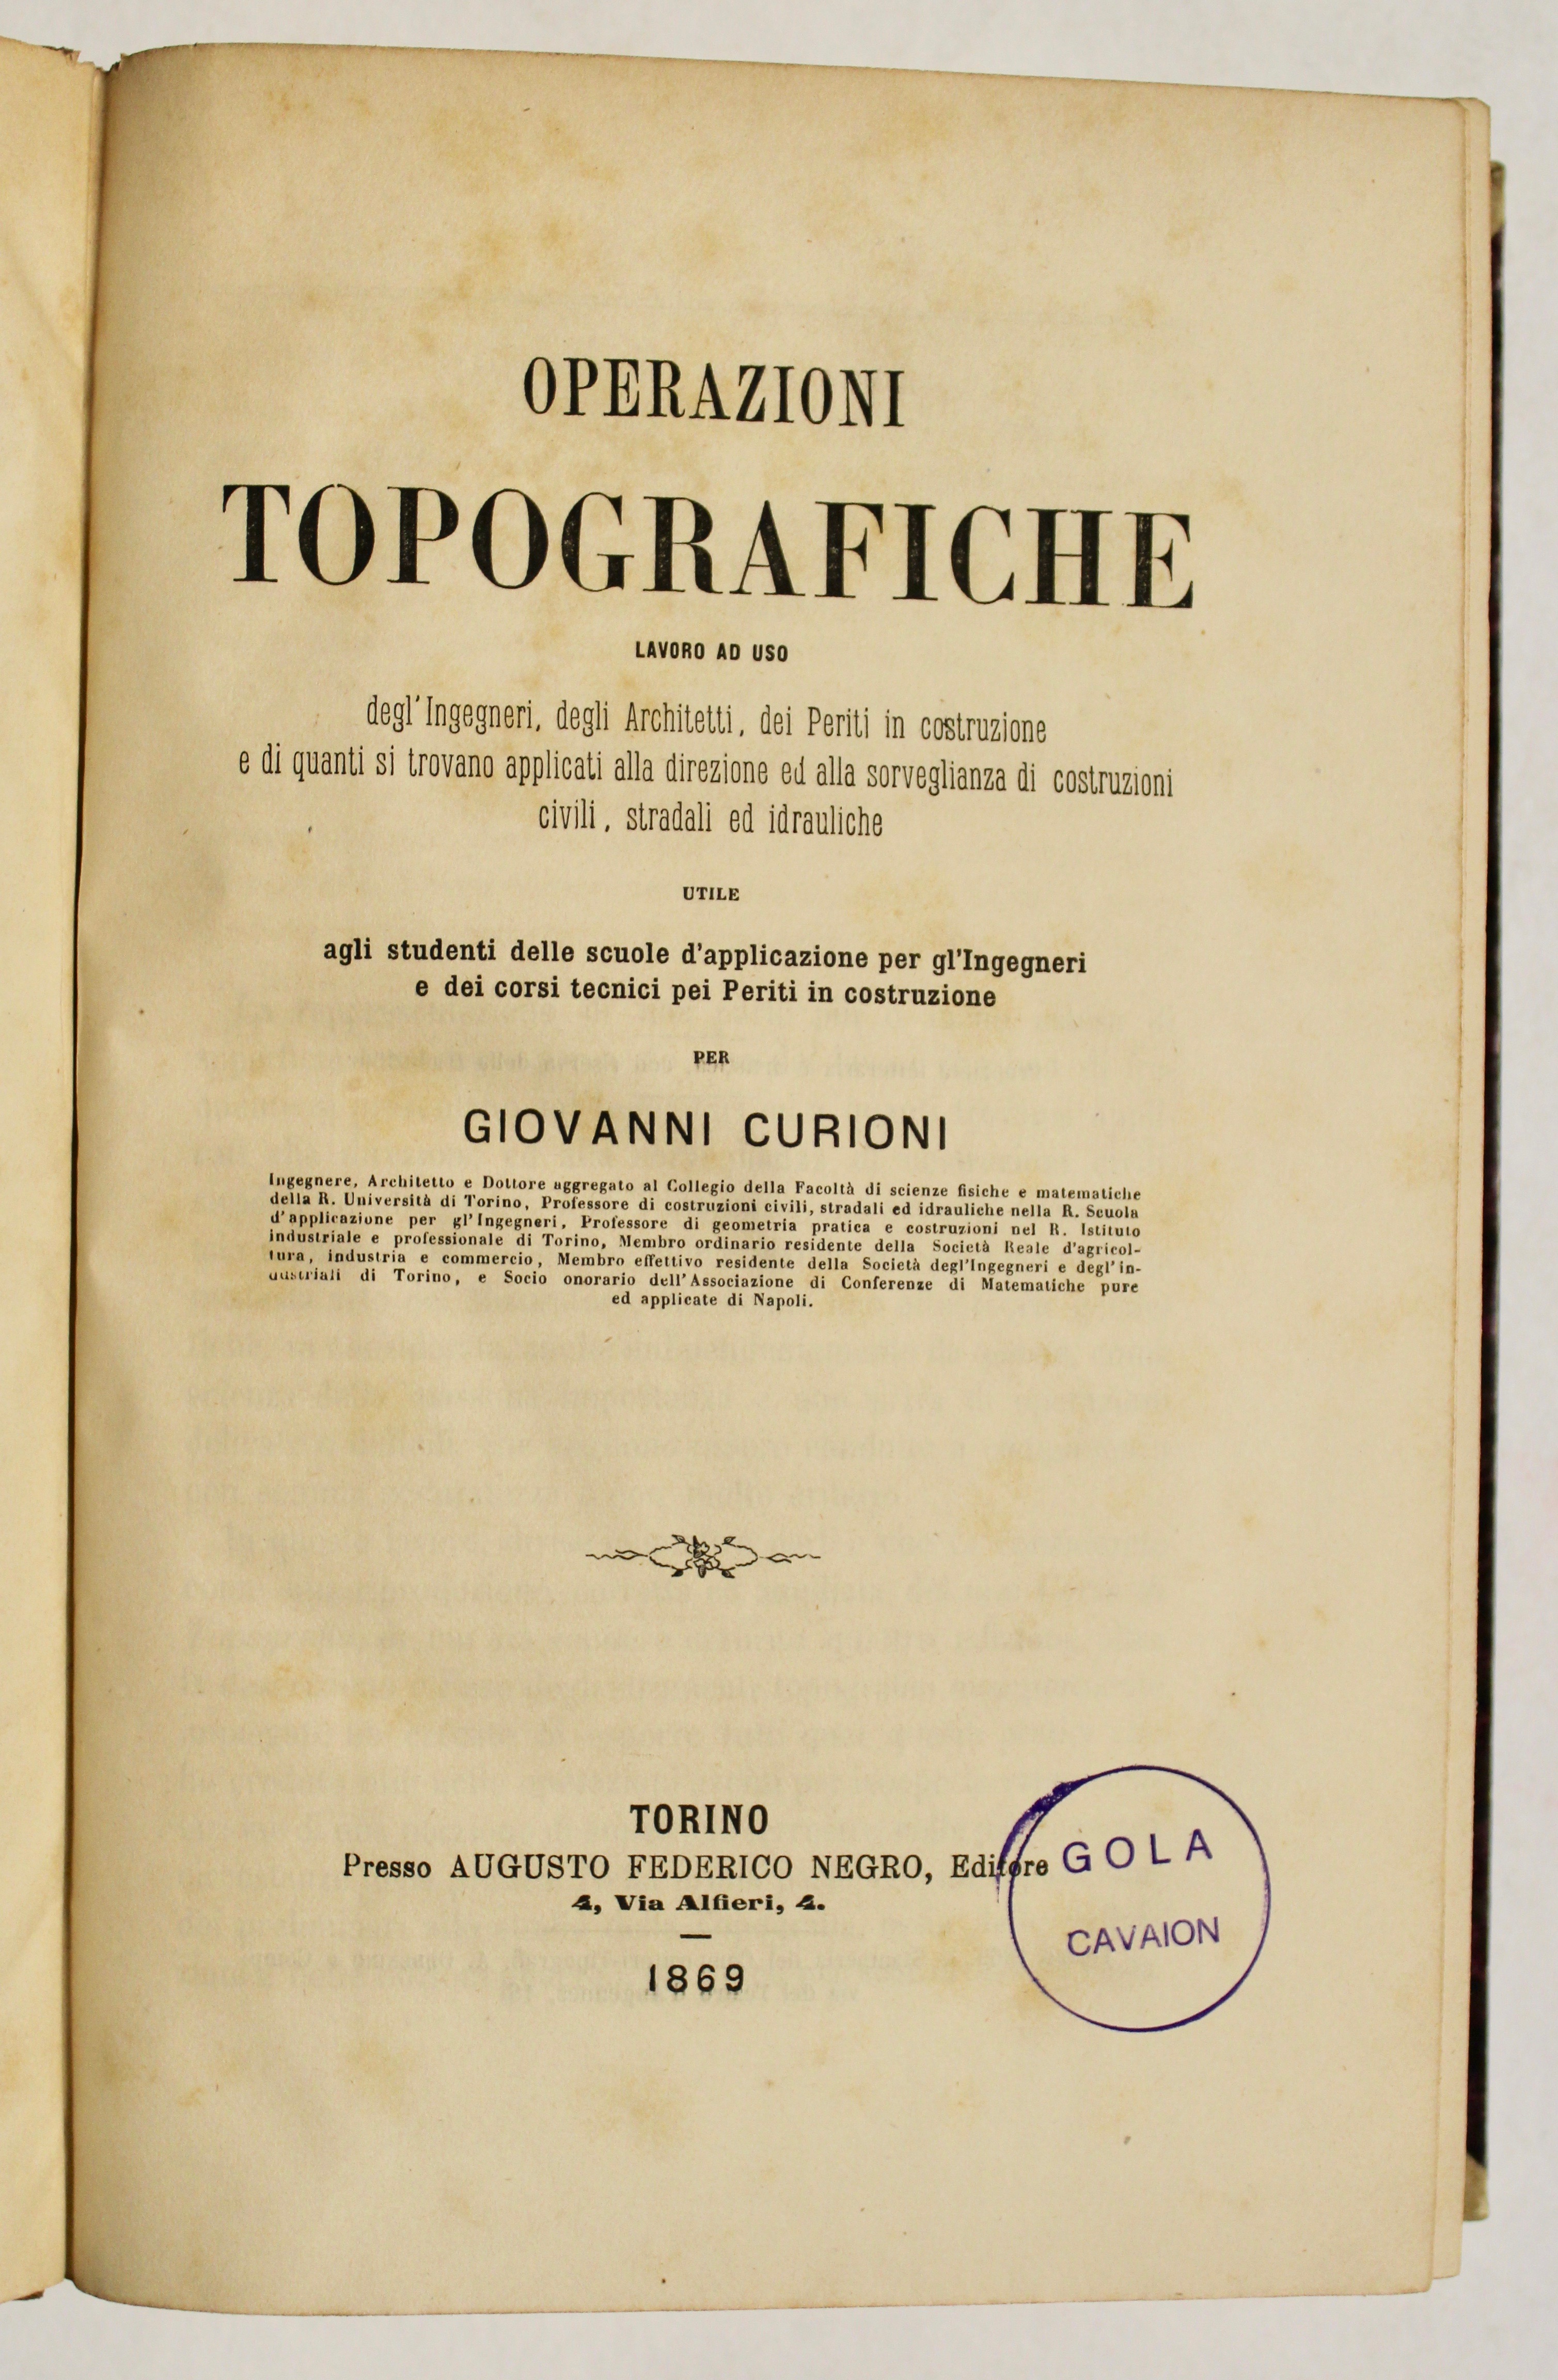 OPERAZIONI
TOPOGRAFICHE
LAVORO AD USO
degl'Ingegneri, degli Architetti, dei Periti in costruzione
e di quanti si trovano applicati alla direzione ed alla sorveglianza di costruzioni
civili, stradali ed idrauliche
UTILE
agli studenti delle scuole d'applicazione per gl'Ingegneri
e dei corsi tecnici pei Periti in costruzione
PER
GIOVANNI CURIONI
Ingegnere, Architetto e Dottore aggregato al Collegio della Facoltà di scienze fisiche e matematiche
della R. Università di Torino, Professore di costruzioni civili, stradali ed idrauliche nella R. Scuola
d'applicazione per gl'Ingegneri, Professore di geometria pratica e costruzioni nel R. Istituto
industriale e professionale di Torino, Membro ordinario residente della Società Reale d'agricol-
tura, industria e commercio, Membro effettivo residente della Società degl'Ingegneri e degl'in-
dustriali di Torino, e Socio onorario dell'Associazione di Conferenze di Matematiche pure
ed applicate di Napoli.
TORINO
Presso AUGUSTO FEDERICO NEGRO, Editore
4, Via Alfieri, 4.
1869
GOLA
CAVAION